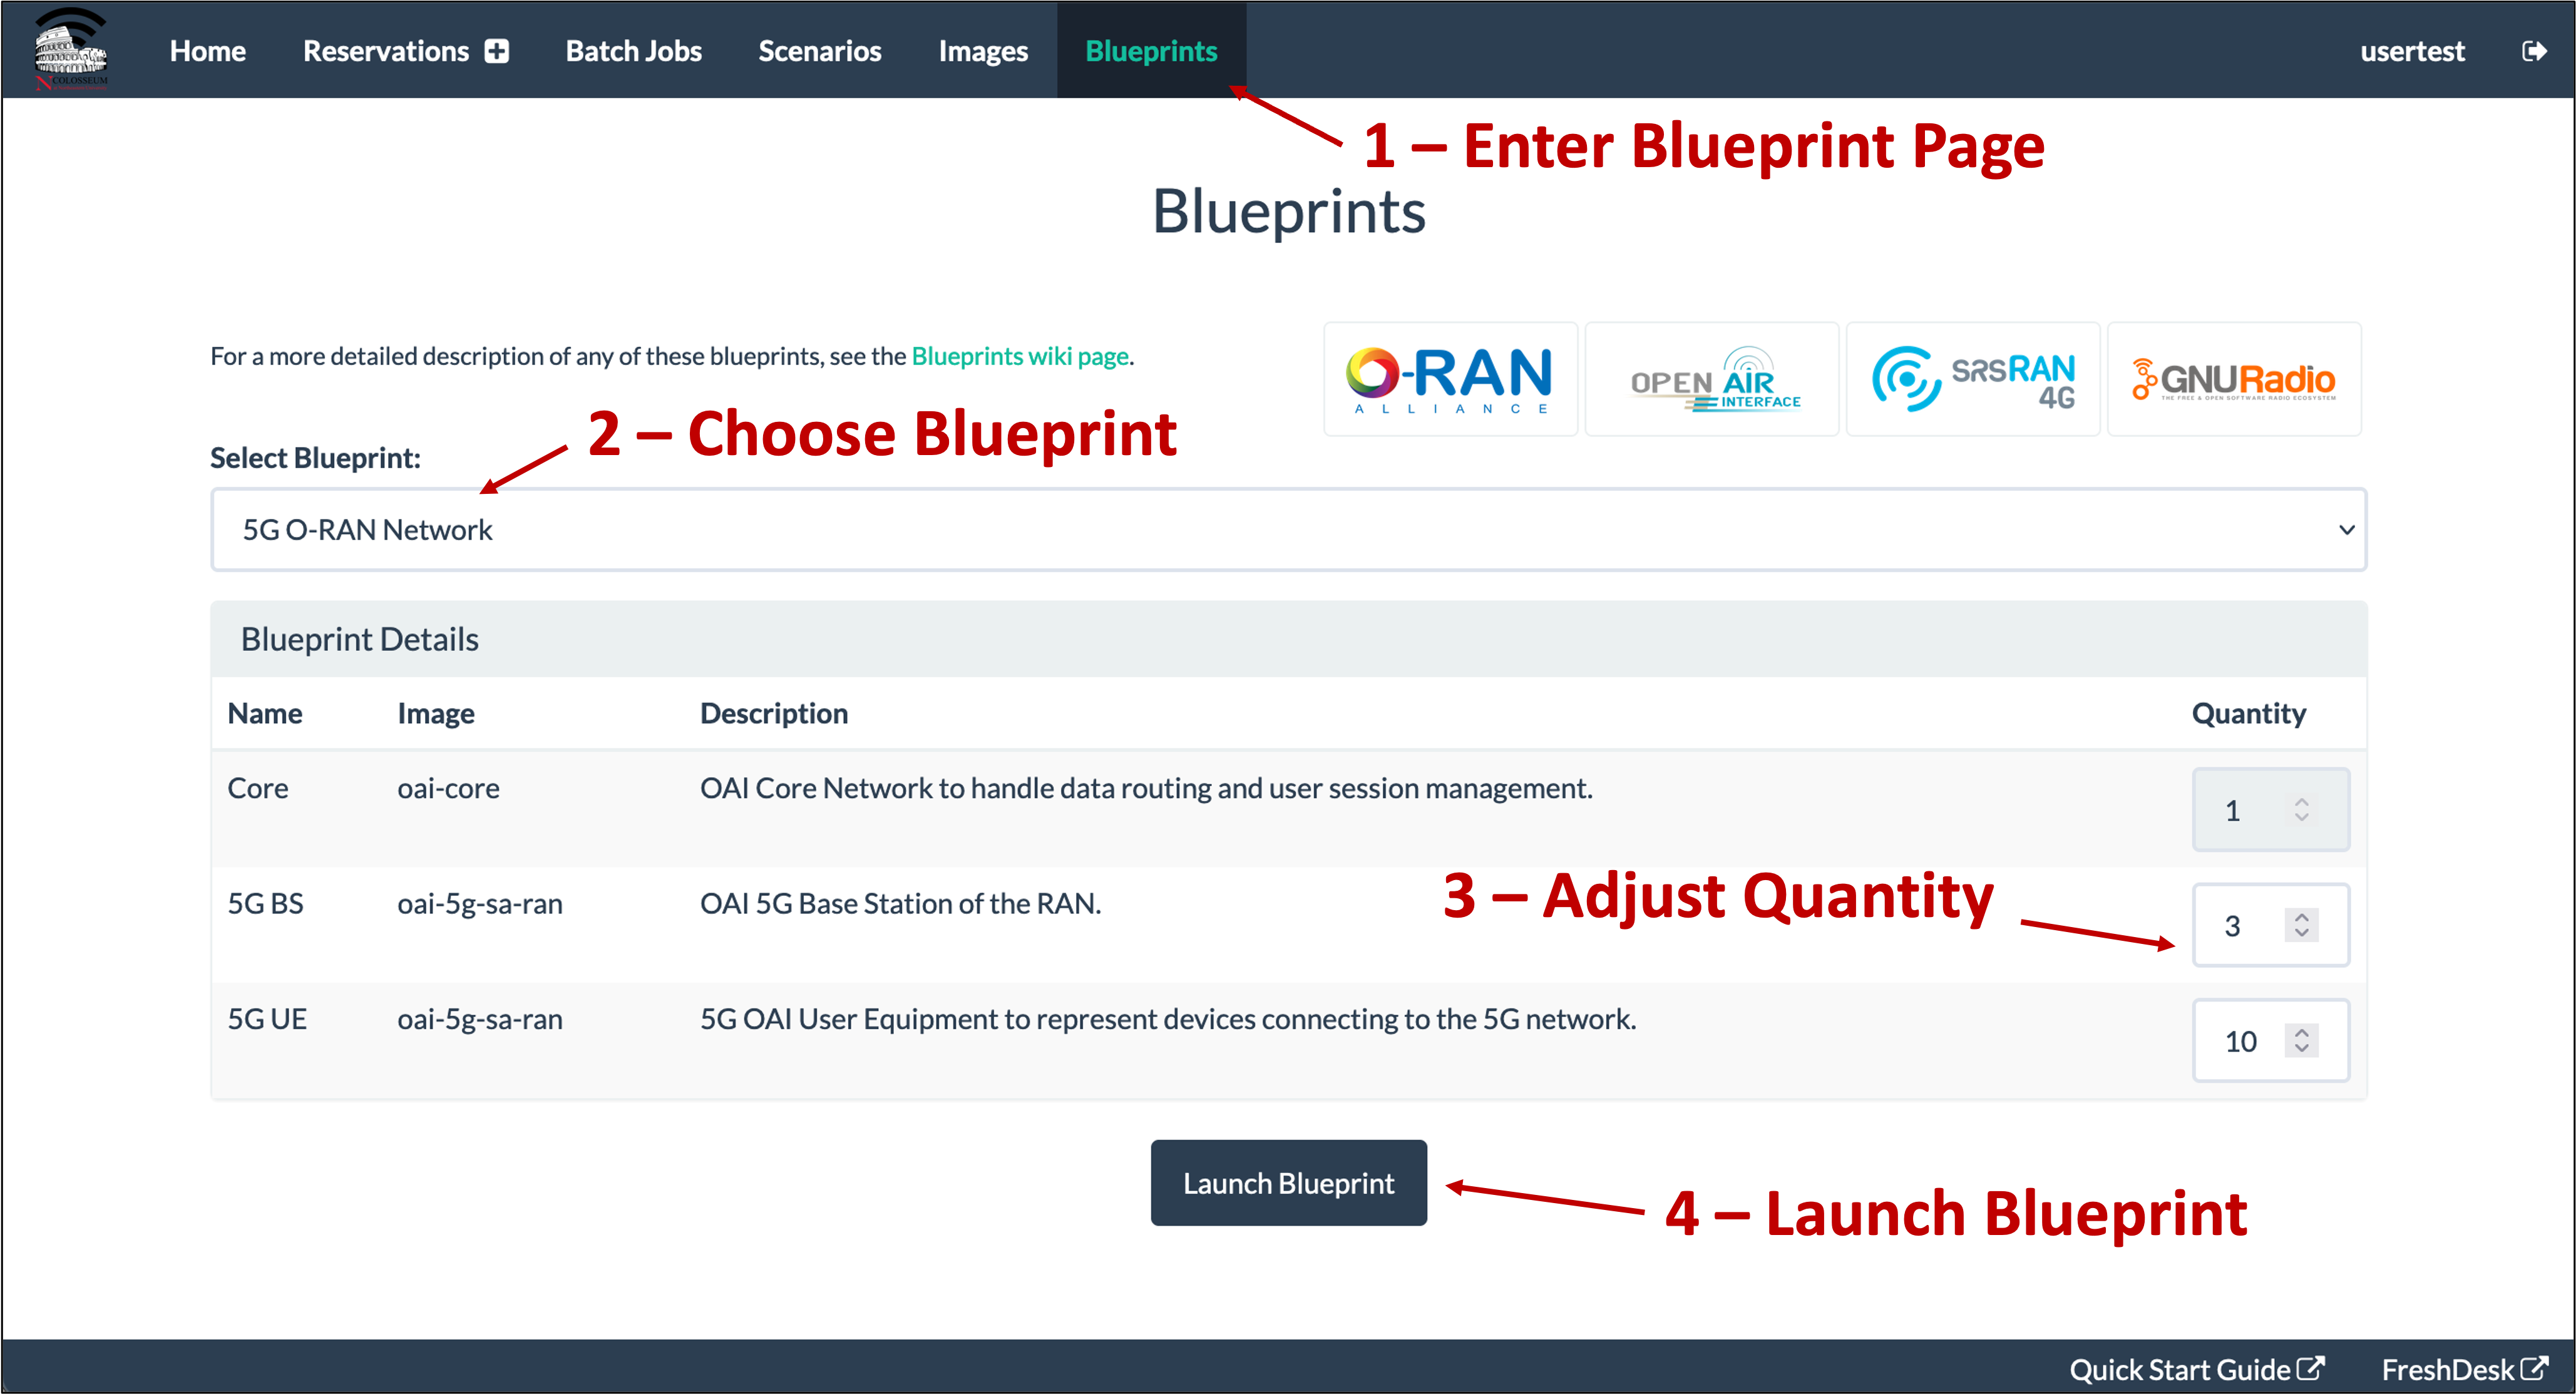 Home Reservations Batch Jobs Scenarios Images Blueprints usertest
COLOSSEUM
1 – Enter Blueprint Page
Blueprints
For a more detailed description of any of these blueprints, see the Blueprints wiki page.
O-RAN
ALLIANCE
OPEN AIR
INTERFACE
SRSRAN
4G
GNURadio
THE FREE & OPEN SOFTWARE RADIO ECOSYSTEM
2 – Choose Blueprint
Select Blueprint:
5G O-RAN Network
Blueprint Details
Name Image Description Quantity
Core oai-core OAI Core Network to handle data routing and user session management. 1
3 – Adjust Quantity
5G BS oai-5g-sa-ran OAI 5G Base Station of the RAN. 3
5G UE oai-5g-sa-ran 5G OAI User Equipment to represent devices connecting to the 5G network. 10
Launch Blueprint
4 – Launch Blueprint
Quick Start Guide FreshDesk